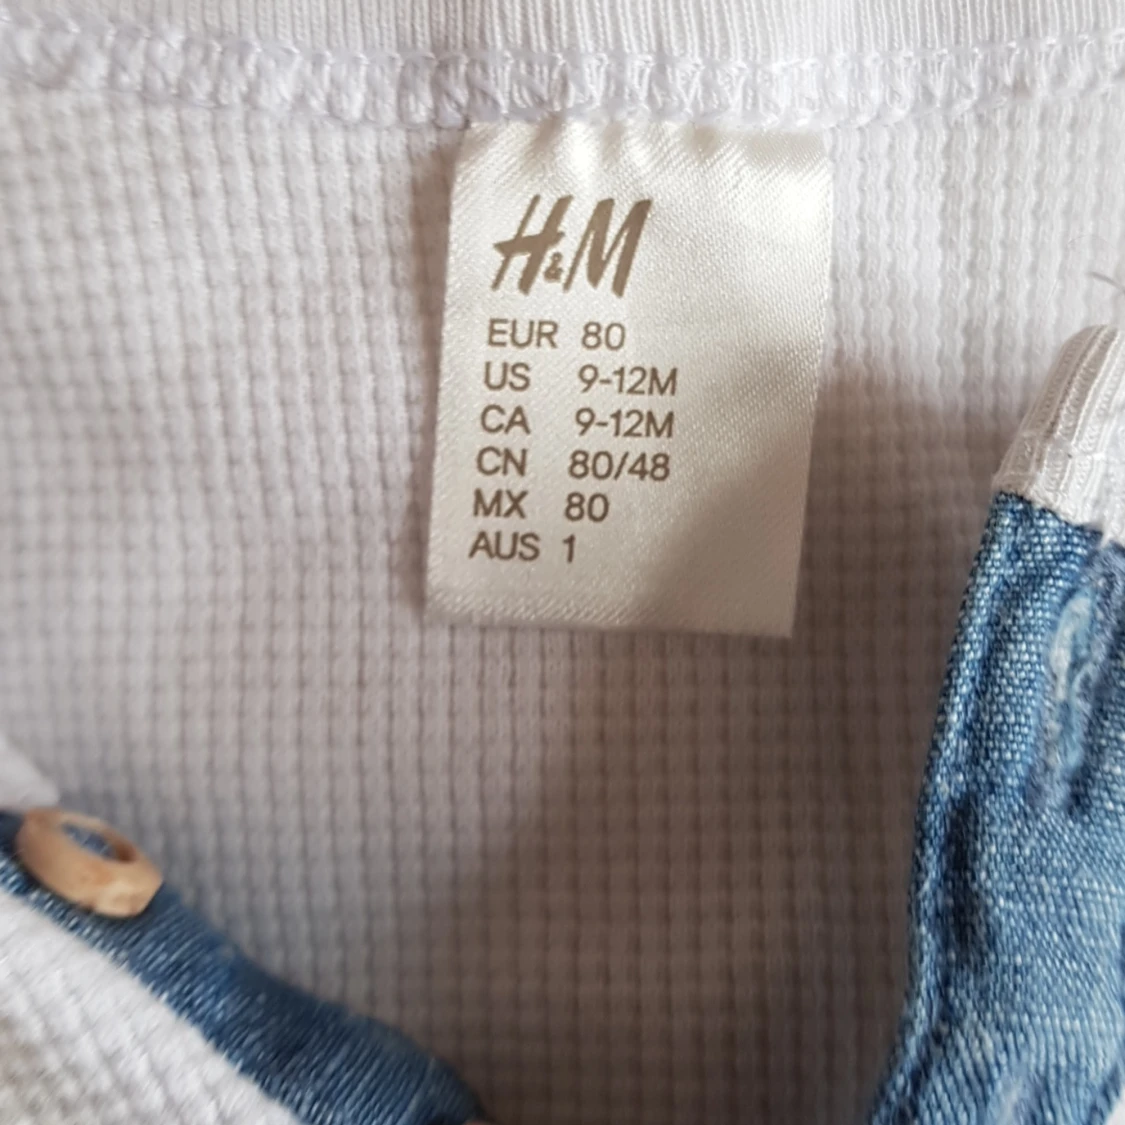 H&M
EUR 80
US 9-12M
CA 9-12M
CN 80/48
MX 80
AUS 1